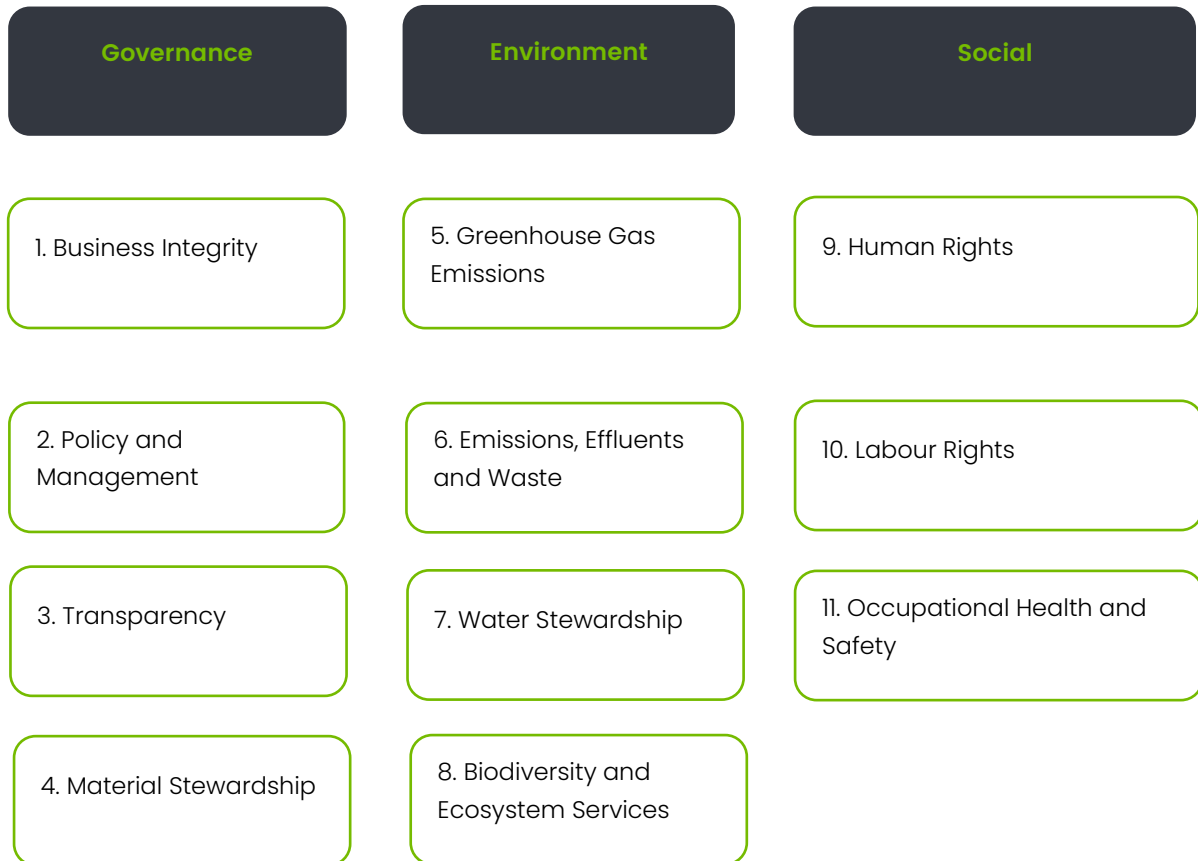 Governance
Environment
Social
1. Business Integrity
5. Greenhouse Gas
Emissions
9. Human Rights
2. Policy and
Management
6. Emissions, Effluents
and Waste
10. Labour Rights
3. Transparency
7. Water Stewardship
11. Occupational Health and
Safety
4. Material Stewardship
8. Biodiversity and
Ecosystem Services